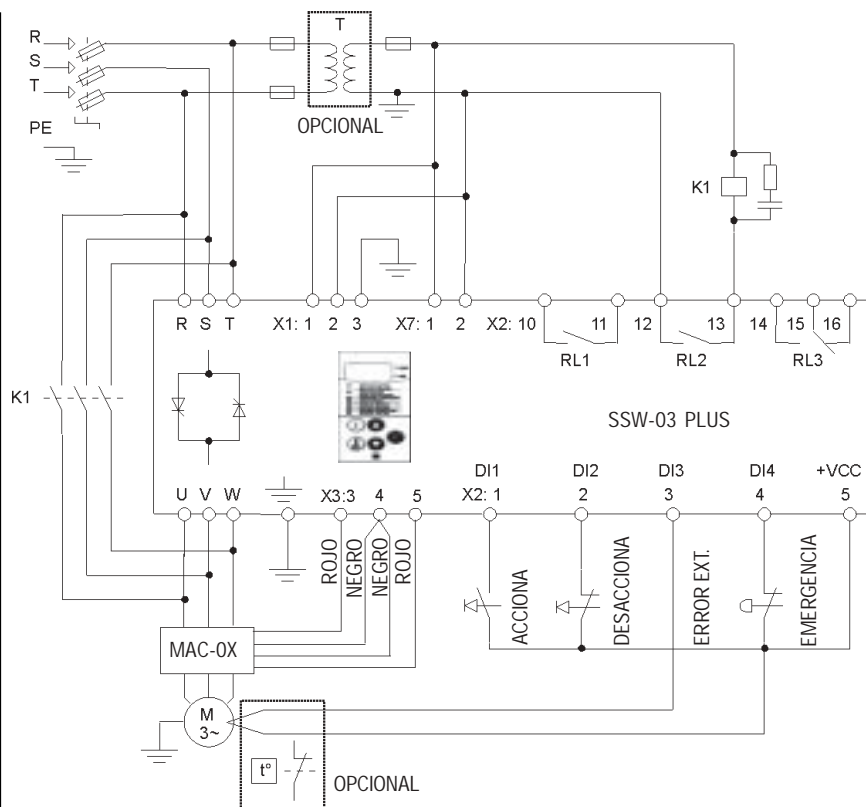 R
S
T
PE
T
OPCIONAL
K1
R S T X1: 1 2 3 X7: 1 2 X2: 10 11 12 13 14 15 16
RL1 RL2 RL3
K1
SSW-03 PLUS
DI1 DI2 DI3 DI4 +VCC
U V W X3:3 4 5 X2: 1 2 3 4 5
ROJO
NEGRO
NEGRO
ROJO
ACCIONA
DESACCIONA
ERROR EXT.
EMERGENCIA
MAC-0X
M
3~
t°
OPCIONAL